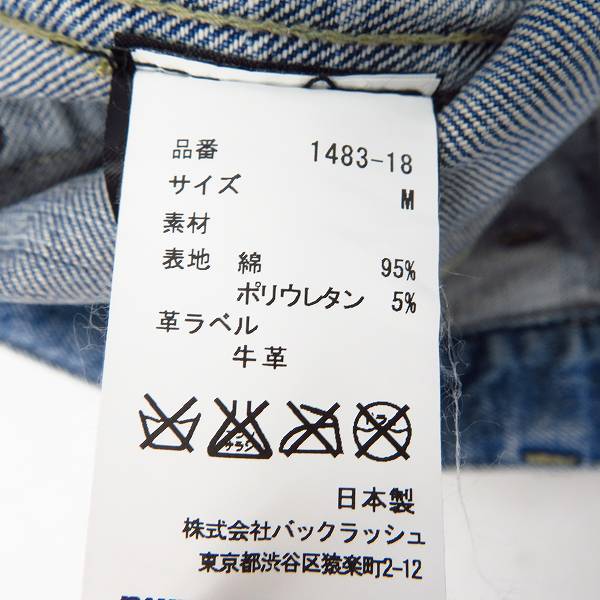 品番 1483-18
サイズ M
素材
表地 綿 95%
ポリウレタン 5%
革ラベル
牛革
日本製
株式会社バックラッシュ
東京都渋谷区猿楽町2-12